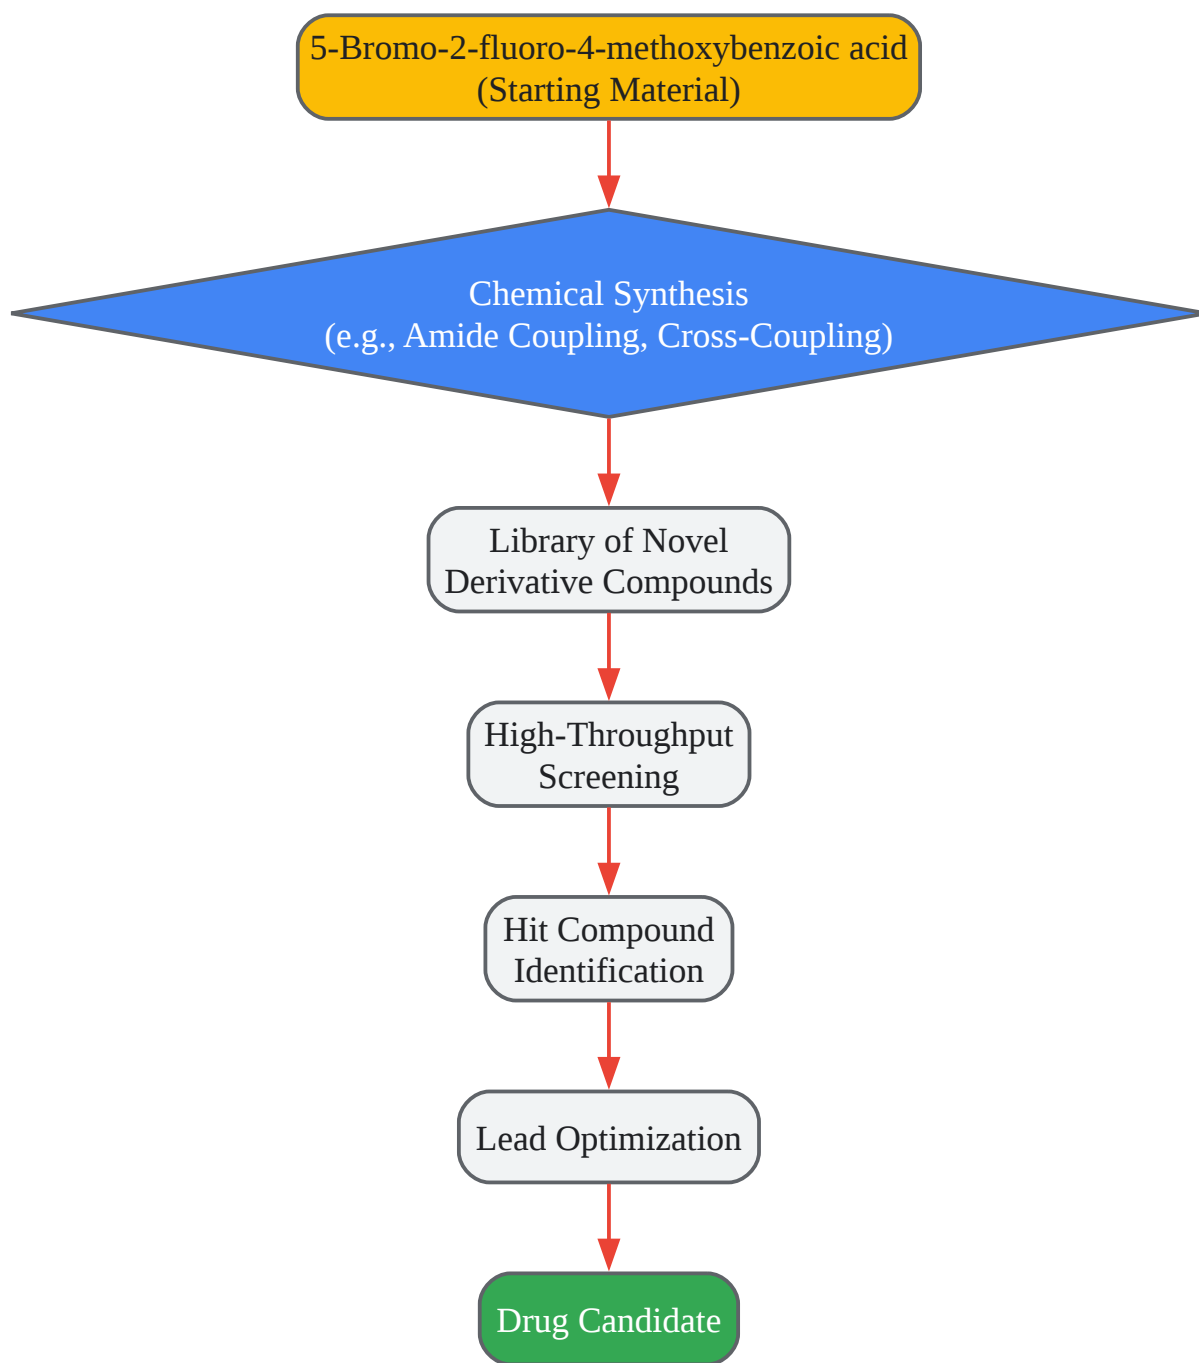 5-Bromo-2-fluoro-4-methoxybenzoic acid
(Starting Material)
Chemical Synthesis
(e.g., Amide Coupling, Cross-Coupling)
Library of Novel
Derivative Compounds
High-Throughput
Screening
Hit Compound
Identification
Lead Optimization
Drug Candidate